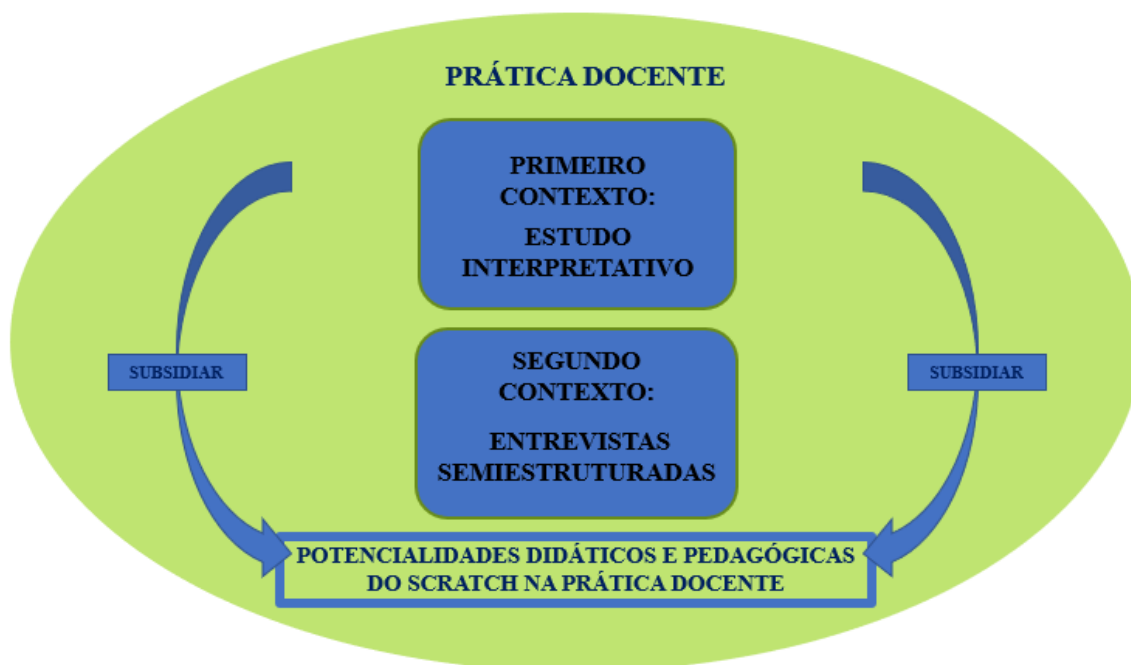 PRÁTICA DOCENTE
PRIMEIRO
CONTEXTO:
ESTUDO
INTERPRETATIVO
SEGUNDO
CONTEXTO:
ENTREVISTAS
SEMIESTRUTURADAS
SUBSIDIAR
SUBSIDIAR
POTENCIALIDADES DIDÁTICOS E PEDAGÓGICAS
DO SCRATCH NA PRÁTICA DOCENTE